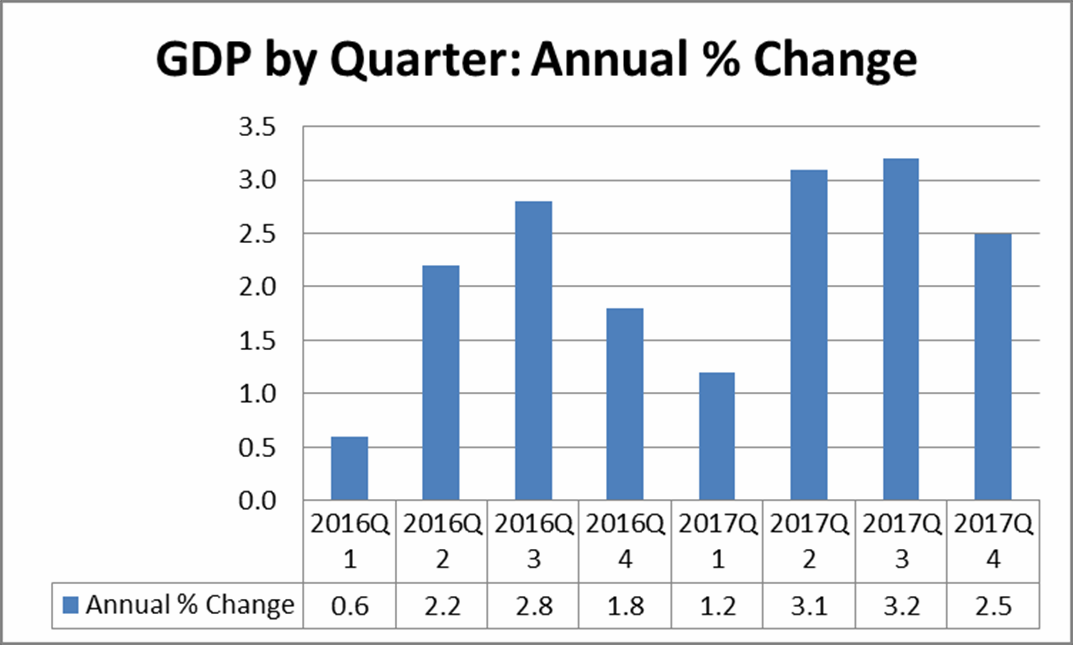 GDP by Quarter: Annual % Change
3.5
3.0
2.5
2.0
1.5
1.0
0.5
0.0
2016Q 2016Q 2016Q 2016Q 2017Q 2017Q 2017Q 2017Q
1 2 3 4 1 2 3 4
Annual % Change 0.6 2.2 2.8 1.8 1.2 3.1 3.2 2.5